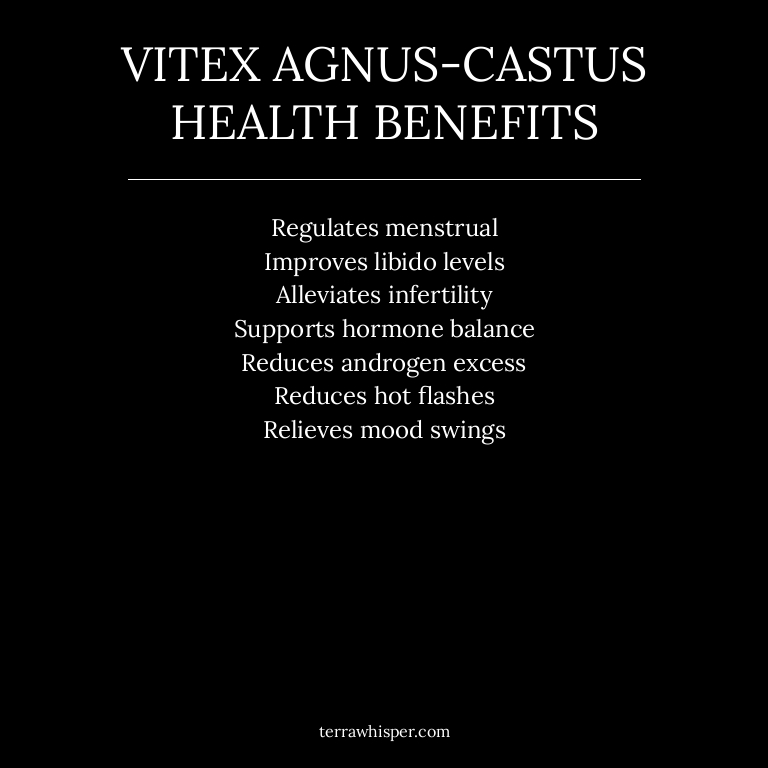 VITEX AGNUS-CASTUS
HEALTH BENEFITS
Regulates menstrual
Improves libido levels
Alleviates infertility
Supports hormone balance
Reduces androgen excess
Reduces hot flashes
Relieves mood swings
terrawhisper.com